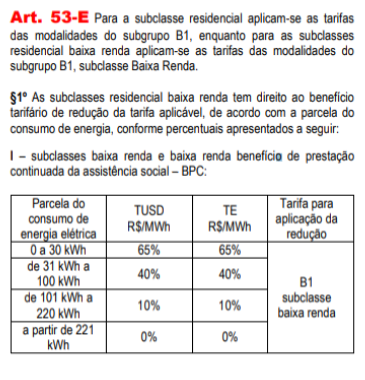 Art. 53-E Para a subclasse residencial aplicam-se as tarifas
das modalidades do subgrupo B1, enquanto para as subclasses
residencial baixa renda aplicam-se as tarifas das modalidades do
subgrupo B1, subclasse Baixa Renda.
§1º As subclasses residencial baixa renda tem direito ao benefício
tarifário de redução da tarifa aplicável, de acordo com a parcela do
consumo de energia, conforme percentuais apresentados a seguir:
I – subclasses baixa renda e baixa renda benefício de prestação
continuada da assistência social – BPC:
Parcela do
consumo de
energia elétrica
TUSD
R$/MWh
TE
R$/MWh
Tarifa para
aplicação da
redução
0 a 30 kWh
65%
65%
de 31 kWh a
100 kWh
40%
40%
de 101 kWh a
220 kWh
10%
10%
a partir de 221
kWh
0%
0%
B1
subclasse
baixa renda